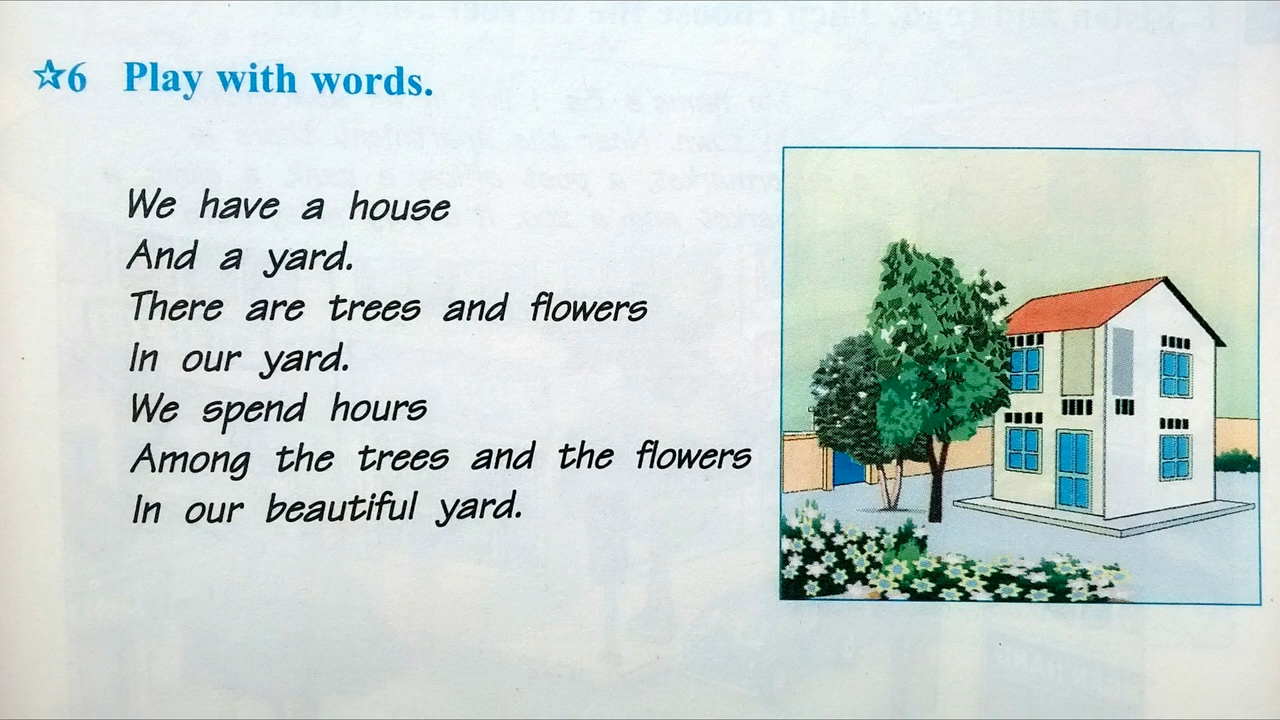 ☆6 Play with words.
We have a house
And a yard.
There are trees and flowers
In our yard.
We spend hours
Among the trees and the flowers
In our beautiful yard.